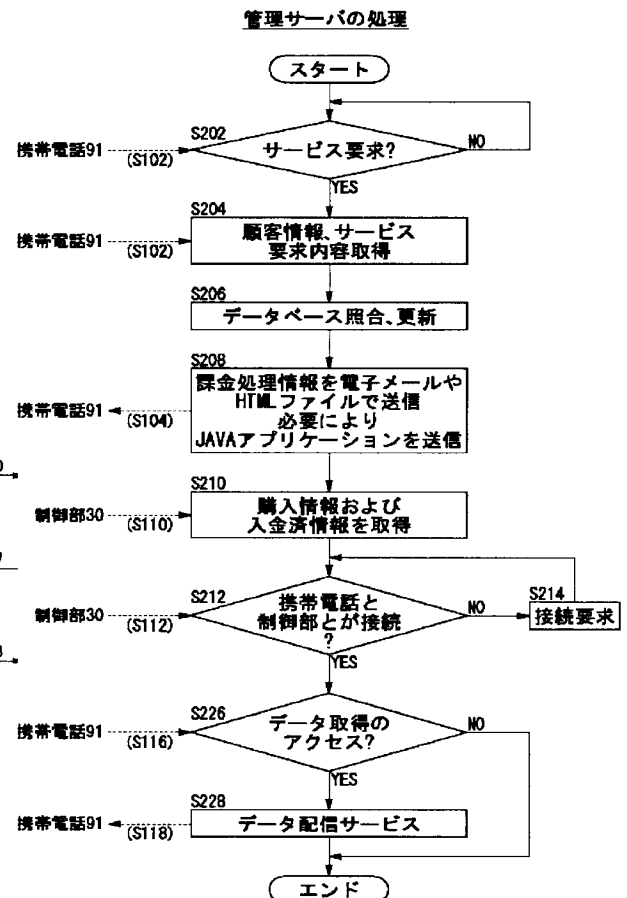 管理サーバの処理
スタート
S202
サービス要求?
NO
携帯電話91
(S102)
YES
S204
顧客情報、サービス
要求内容取得
携帯電話91
(S102)
S206
データベース照合、更新
S208
課金処理情報を電子メールや
HTMLファイルで送信
必要により
JAVAアプリケーションを送信
携帯電話91
(S104)
S210
購入情報および
入金済情報を取得
制御部30
(S110)
S212
携帯電話と
制御部とが接続
?
NO
S214
接続要求
制御部30
(S112)
YES
S226
データ取得の
アクセス?
NO
携帯電話91
(S116)
YES
S228
データ配信サービス
携帯電話91
(S118)
エンド